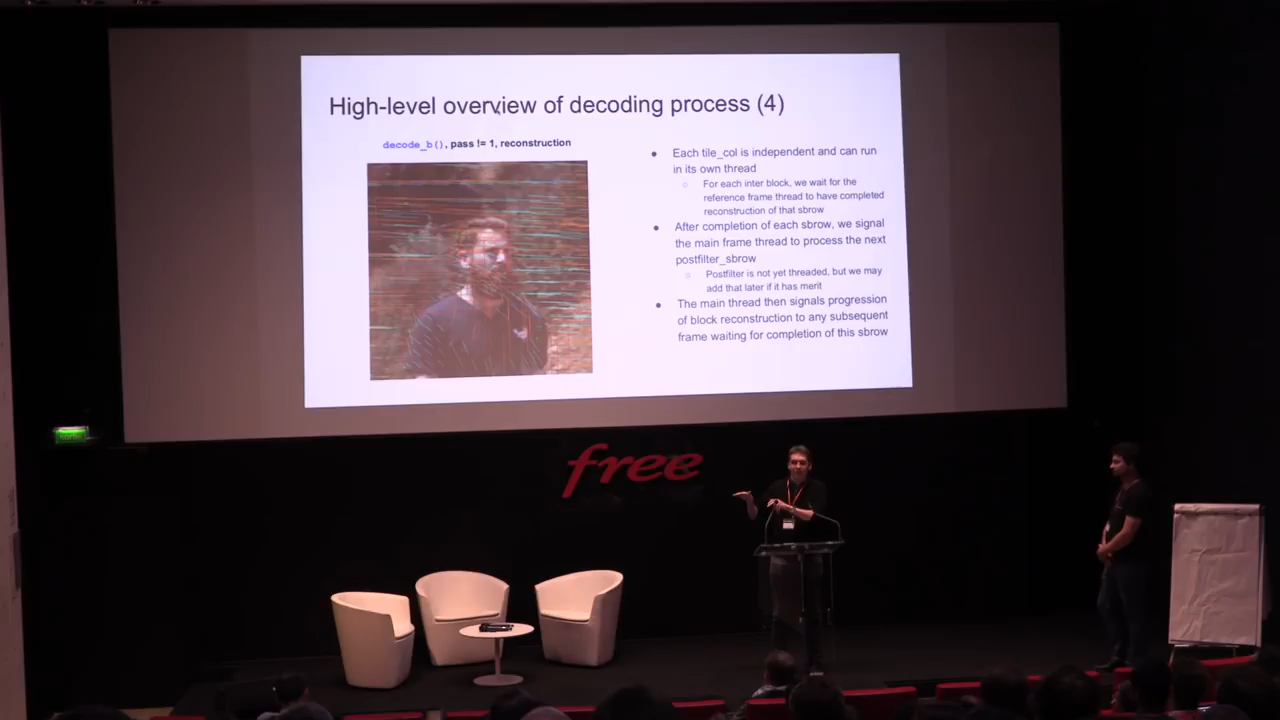 High-level overview of decoding process (4)
decode_b(), pass != 1, reconstruction
Each tile_col is independent and can run
in its own thread
For each inter block, we wait for the
reference frame thread to have completed
reconstruction of that sbrow
After completion of each sbrow, we signal
the main frame thread to process the next
postfilter_sbrow
Postfilter is not yet threaded, but we may
add that later if it has merit
The main thread then signals progression
of block reconstruction to any subsequent
frame waiting for completion of this sbrow
free